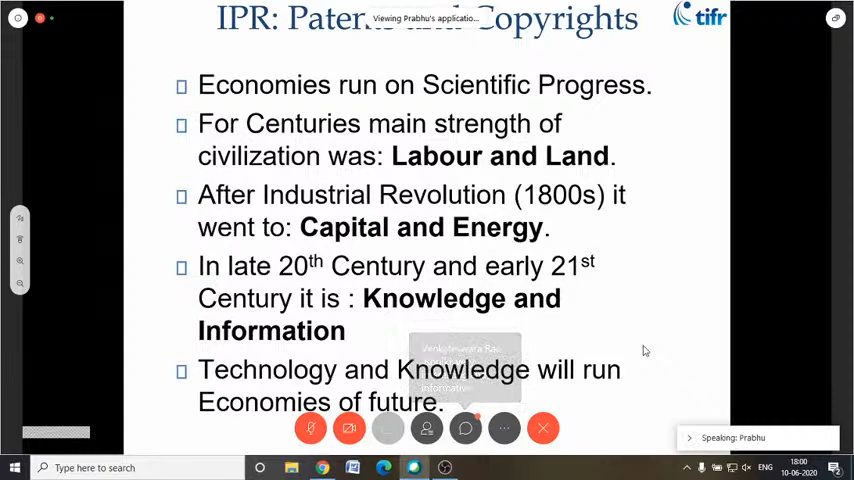 IPR: Patents and Copyrights
Viewing Prabhu's applicatio...
tifr
Economies run on Scientific Progress.
For Centuries main strength of
civilization was: Labour and Land.
After Industrial Revolution (1800s) it
went to: Capital and Energy.
In late 20th Century and early 21st
Century it is : Knowledge and
Information
Technology and Knowledge will run
Economies of future.
Venkateswara Rao
Speaking: Prabhu
Type here to search
ENG
18:00
10-06-2020
2